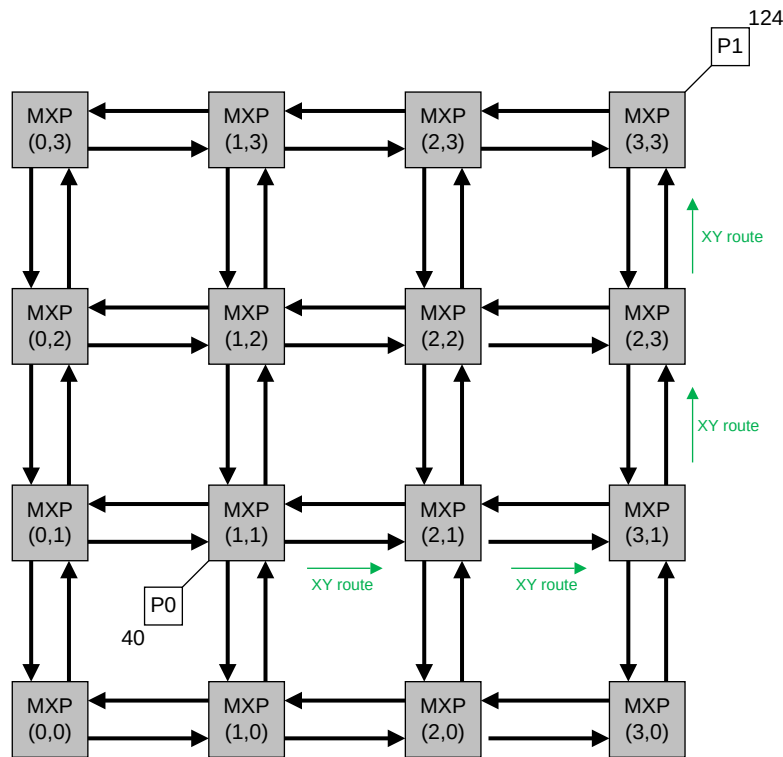 124
P1
MXP
(0,3)
MXP
(1,3)
MXP
(2,3)
MXP
(3,3)
XY route
MXP
(0,2)
MXP
(1,2)
MXP
(2,2)
MXP
(2,3)
XY route
MXP
(0,1)
MXP
(1,1)
MXP
(2,1)
MXP
(3,1)
XY route
XY route
P0
40
MXP
(0,0)
MXP
(1,0)
MXP
(2,0)
MXP
(3,0)